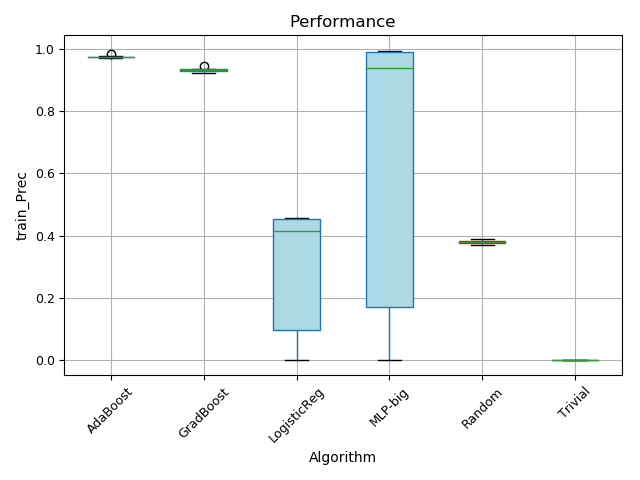 Performance
1.0
0.8
0.6
0.4
0.2
0.0
train_Prec
AdaBoost
GradBoost
LogisticReg
MLP-big
Random
Trivial
Algorithm